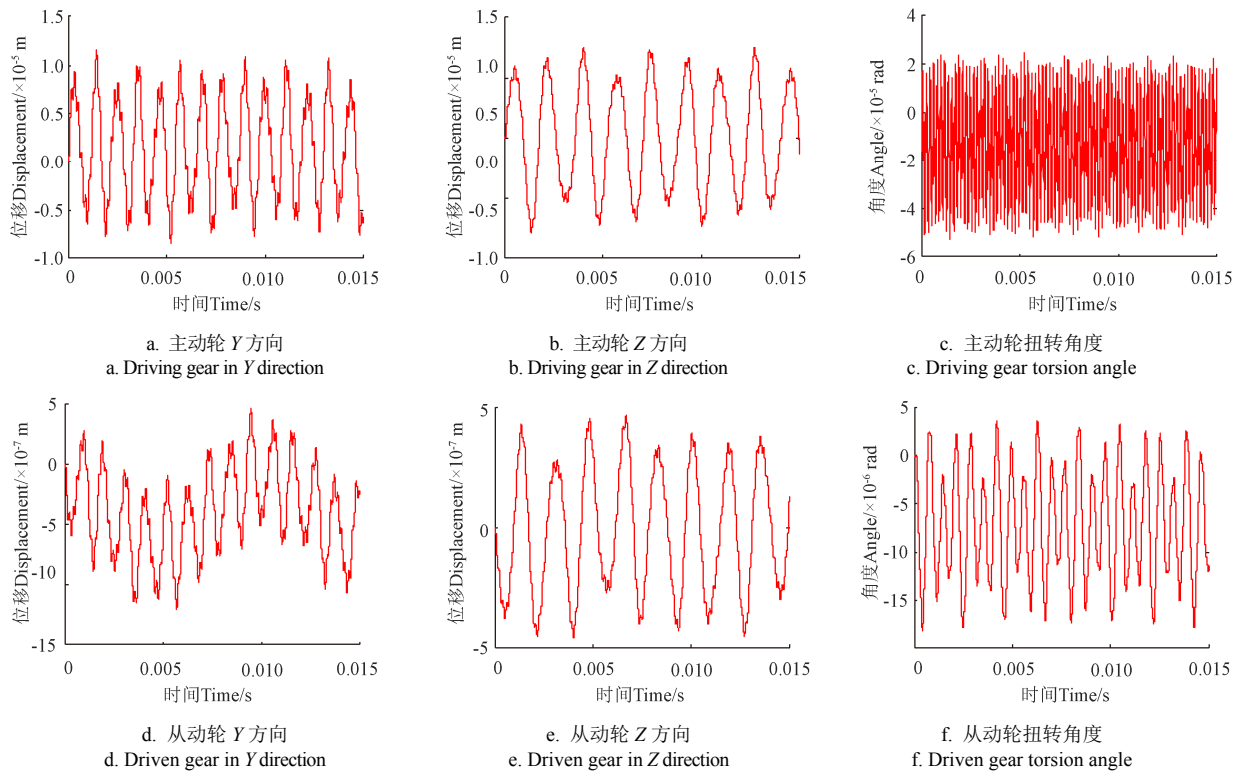 1.5
1.0
0.5
0.0
-0.5
-1.0
位移Displacement/×10⁻⁵ m
0
0.005
0.010
0.015
时间Time/s
a. 主动轮 Y 方向
a. Driving gear in Y direction
1.5
1.0
0.5
0.0
-0.5
-1.0
位移Displacement/×10⁻⁵ m
0
0.005
0.010
0.015
时间Time/s
b. 主动轮 Z 方向
b. Driving gear in Z direction
4
2
0
-2
-4
-6
角度Angle/×10⁻⁵ rad
0
0.005
0.010
0.015
时间Time/s
c. 主动轮扭转角度
c. Driving gear torsion angle
5
0
-5
-10
-15
位移Displacement/×10⁻⁷ m
0
0.005
0.010
0.015
时间Time/s
d. 从动轮 Y 方向
d. Driven gear in Y direction
5
0
-5
位移Displacement/×10⁻⁷ m
0
0.005
0.010
0.015
时间Time/s
e. 从动轮 Z 方向
e. Driven gear in Z direction
5
0
-5
-10
-15
角度Angle/×10⁻⁶ rad
0
0.005
0.010
0.015
时间Time/s
f. 从动轮扭转角度
f. Driven gear torsion angle